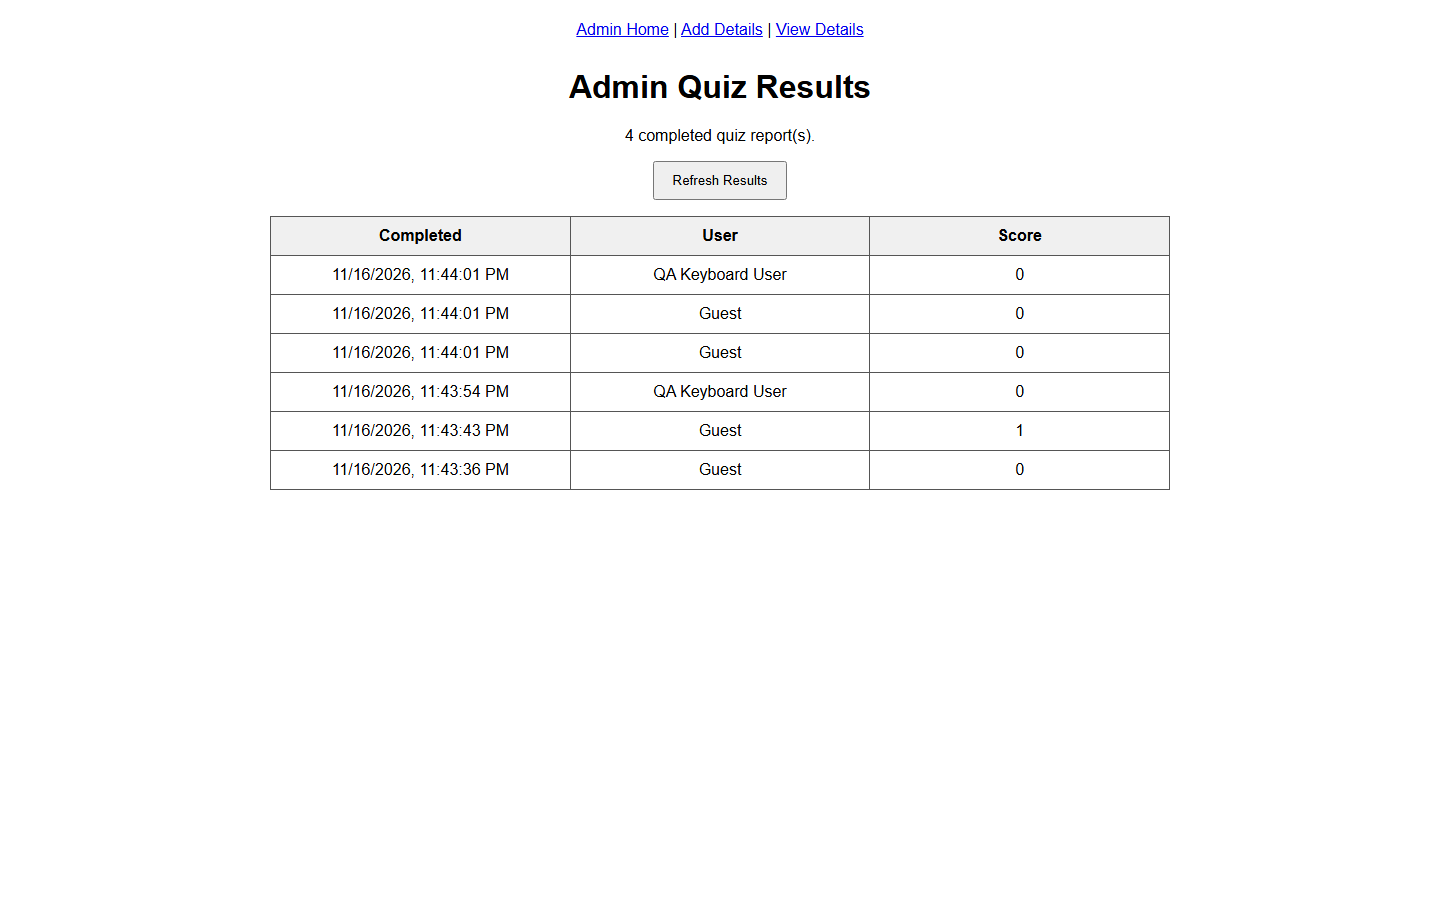 Admin Home | Add Details | View Details
Admin Quiz Results
4 completed quiz report(s).
Refresh Results
Completed User Score
11/16/2026, 11:44:01 PM QA Keyboard User 0
11/16/2026, 11:44:01 PM Guest 0
11/16/2026, 11:44:01 PM Guest 0
11/16/2026, 11:43:54 PM QA Keyboard User 0
11/16/2026, 11:43:43 PM Guest 1
11/16/2026, 11:43:36 PM Guest 0